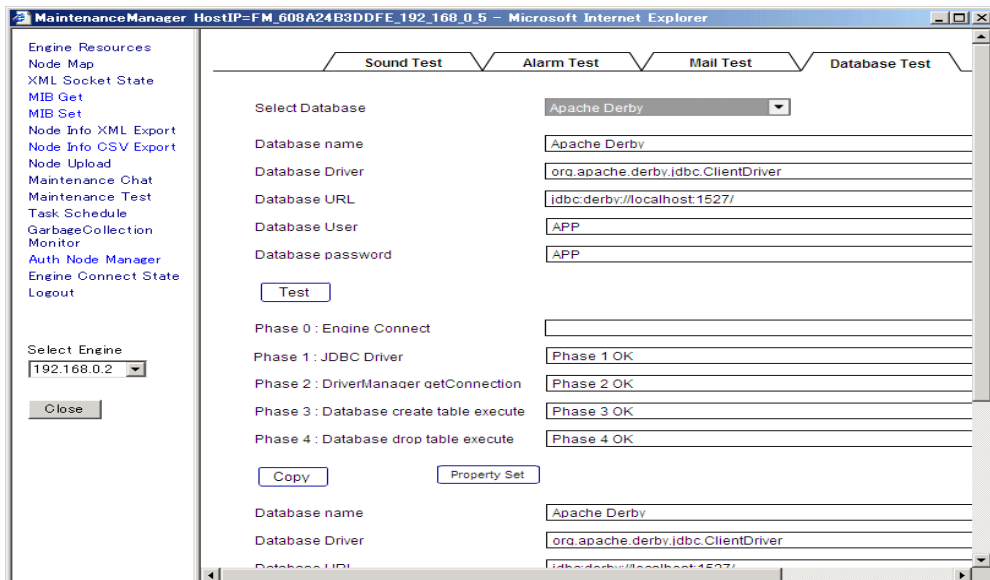 MaintenanceManager HostIP=FM_608A24B3DDFE_192_168_0_5 - Microsoft Internet Explorer
Engine Resources
Node Map
XML Socket State
MIB Get
MIB Set
Node Info XML Export
Node Info CSV Export
Node Upload
Maintenance Chat
Maintenance Test
Task Schedule
GarbageCollection
Monitor
Auth Node Manager
Engine Connect State
Logout
Select Engine
192.168.0.2
Close
Sound Test Alarm Test Mail Test Database Test
Select Database Apache Derby
Database name Apache Derby
Database Driver org.apache.derby.jdbc.ClientDriver
Database URL jdbc:derby://localhost:1527/
Database User APP
Database password APP
Test
Phase 0 : Engine Connect
Phase 1 : JDBC Driver Phase 1 OK
Phase 2 : DriverManager getConnection Phase 2 OK
Phase 3 : Database create table execute Phase 3 OK
Phase 4 : Database drop table execute Phase 4 OK
Copy Property Set
Database name Apache Derby
Database Driver org.apache.derby.jdbc.ClientDriver
Database URL jdbc:derby://localhost:1527/